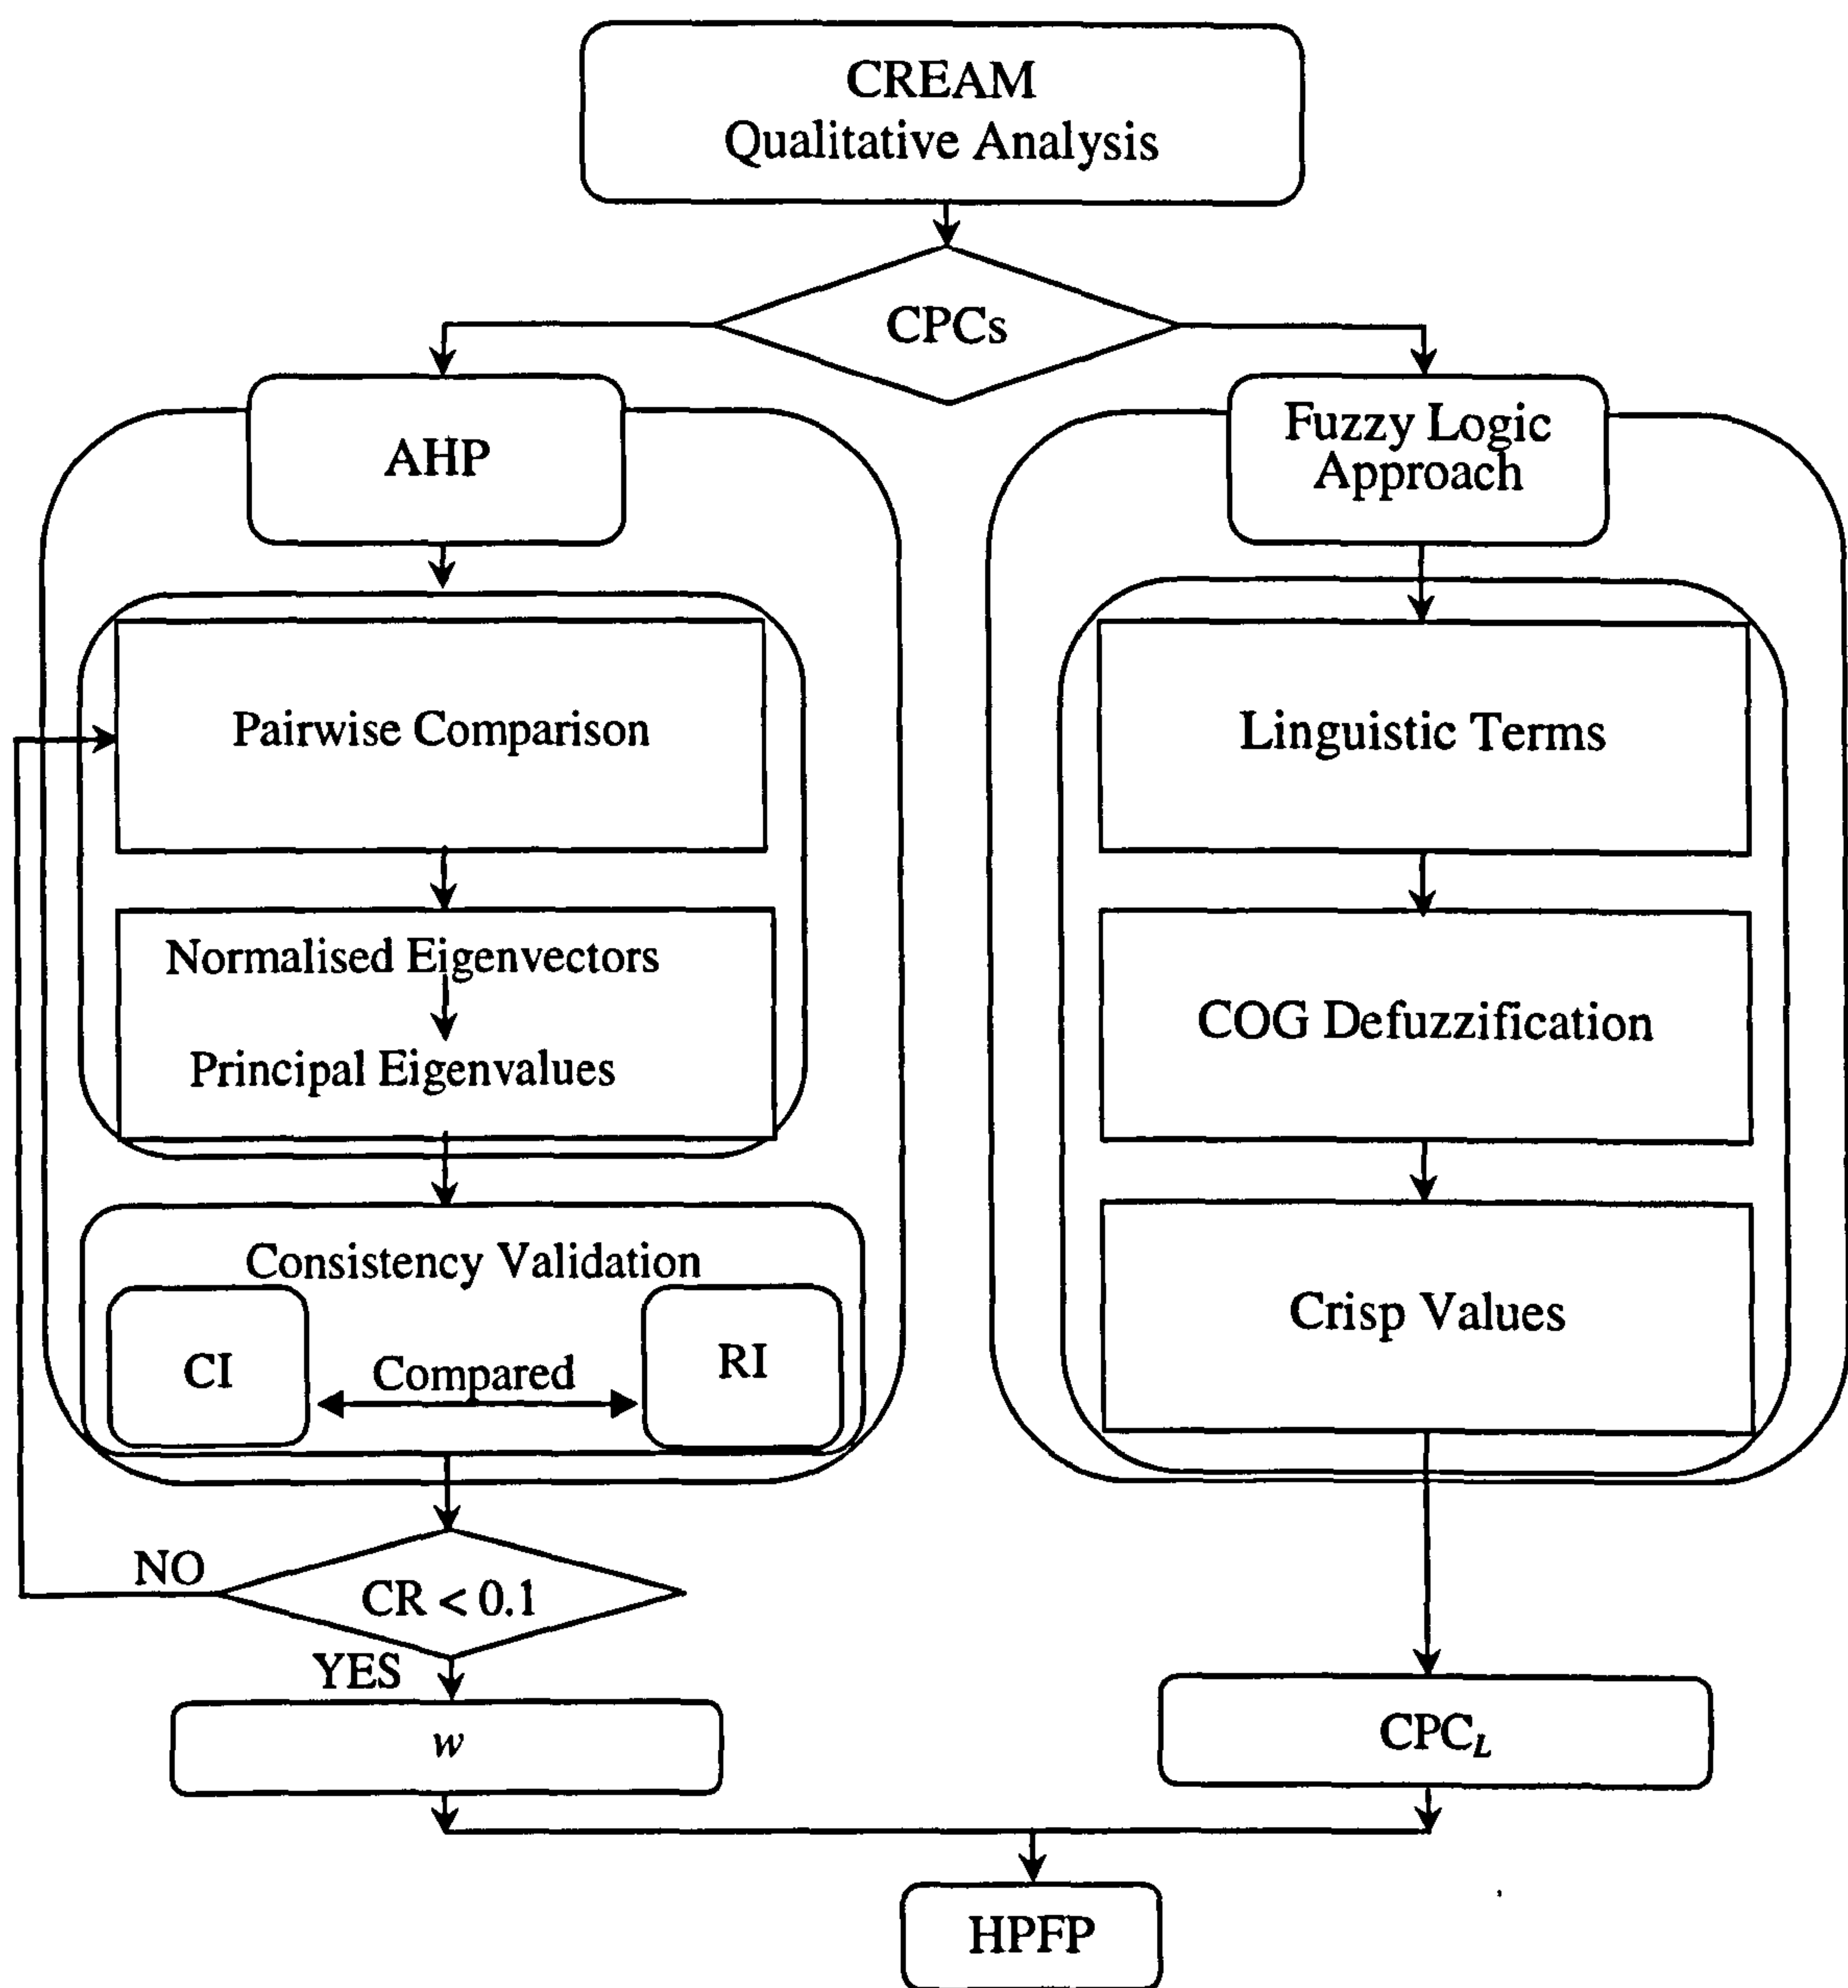 CREAM
Qualitative Analysis
CPCs
AHP
Fuzzy Logic
Approach
Pairwise Comparison
Linguistic Terms
Normalised Eigenvectors
Principal Eigenvalues
COG Defuzzification
Consistency Validation
CI
Compared
RI
Crisp Values
NO
CR < 0.1
YES
w
CPC_L
HPFP